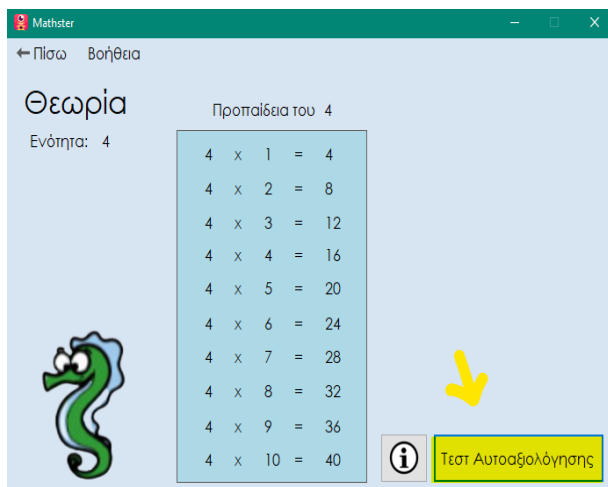 Mathster
Πίσω Βοήθεια
Θεωρία
Ενότητα: 4
Προπαίδεια του 4
4 x 1 = 4
4 x 2 = 8
4 x 3 = 12
4 x 4 = 16
4 x 5 = 20
4 x 6 = 24
4 x 7 = 28
4 x 8 = 32
4 x 9 = 36
4 x 10 = 40
Τεστ Αυτοαξιολόγησης